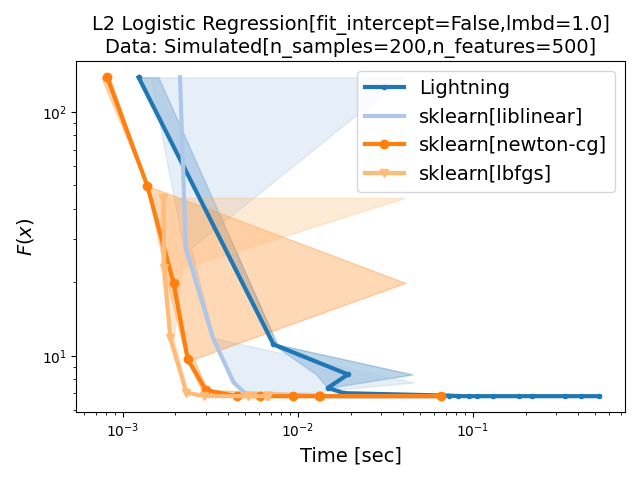 L2 Logistic Regression[fit_intercept=False,lmbd=1.0]
Data: Simulated[n_samples=200,n_features=500]
Lightning
sklearn[liblinear]
sklearn[newton-cg]
sklearn[lbfgs]
F(x)
10²
10¹
10⁻³
10⁻²
10⁻¹
Time [sec]